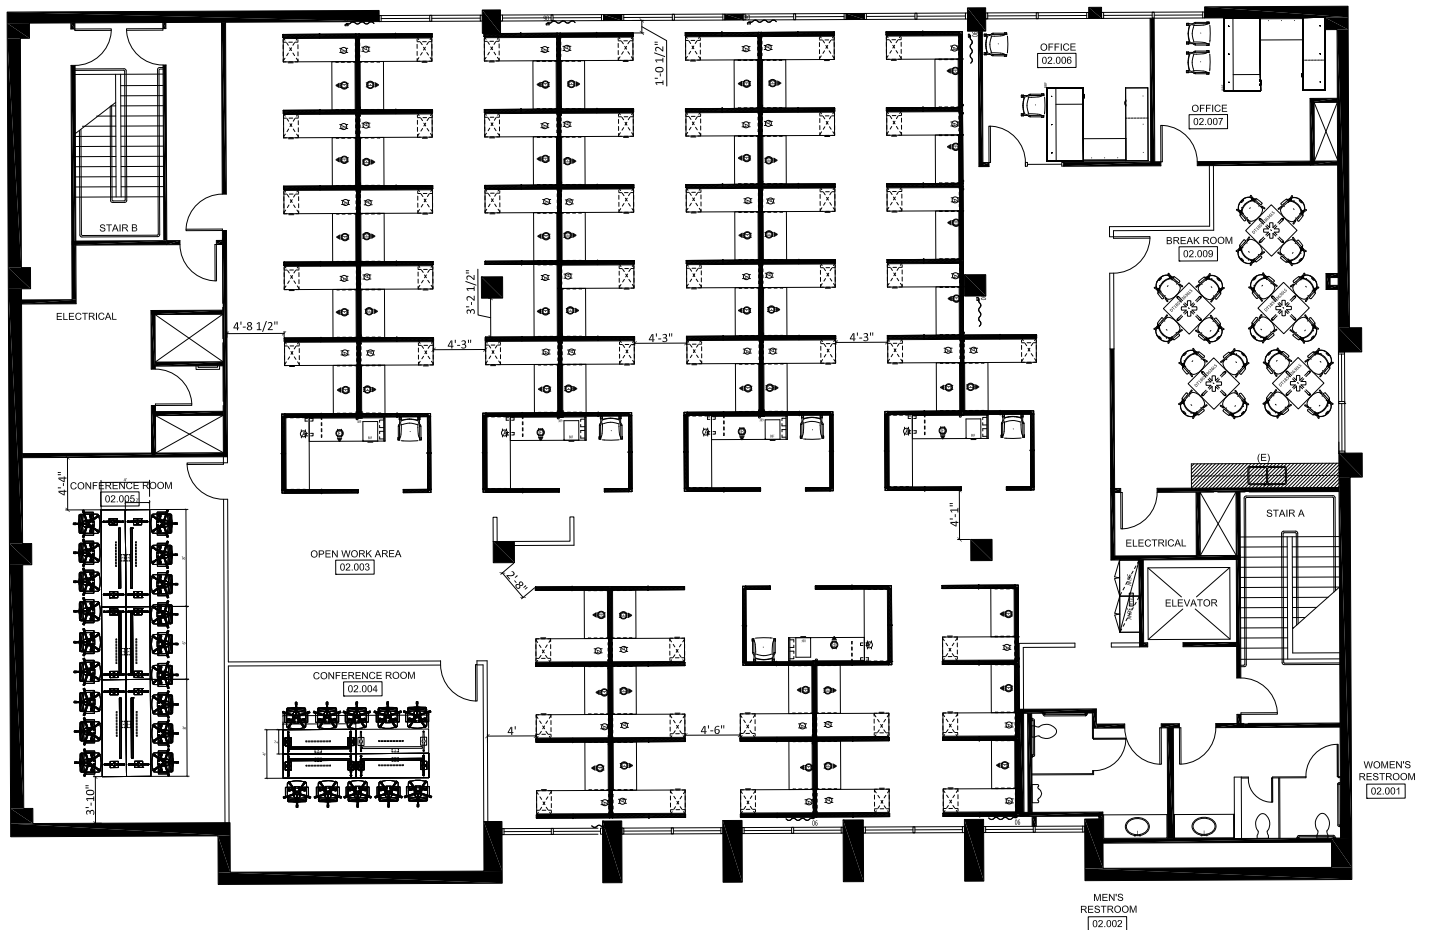 1'-0 1/2"
OFFICE
02.006
OFFICE
02.007
STAIR B
BREAK ROOM
02.009
3'-2 1/2"
ELECTRICAL
4'-8 1/2"
4'-3"
4'-3"
4'-3"
(E)
4'-4"
CONFERENCE ROOM
02.005
4'-1"
STAIR A
OPEN WORK AREA
02.003
ELECTRICAL
2'-8"
ELEVATOR
CONFERENCE ROOM
02.004
4'
4'-6"
3'-10"
WOMEN'S
RESTROOM
02.001
MEN'S
RESTROOM
02.002